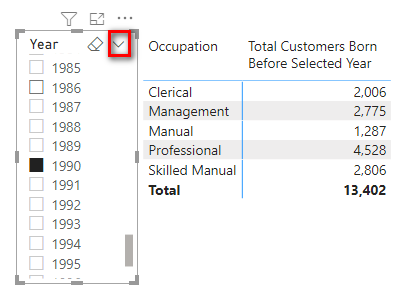 Year
1985
1986
1987
1988
1989
1990
1991
1992
1993
1994
1995
Occupation Total Customers Born
Before Selected Year
Clerical 2,006
Management 2,775
Manual 1,287
Professional 4,528
Skilled Manual 2,806
Total 13,402